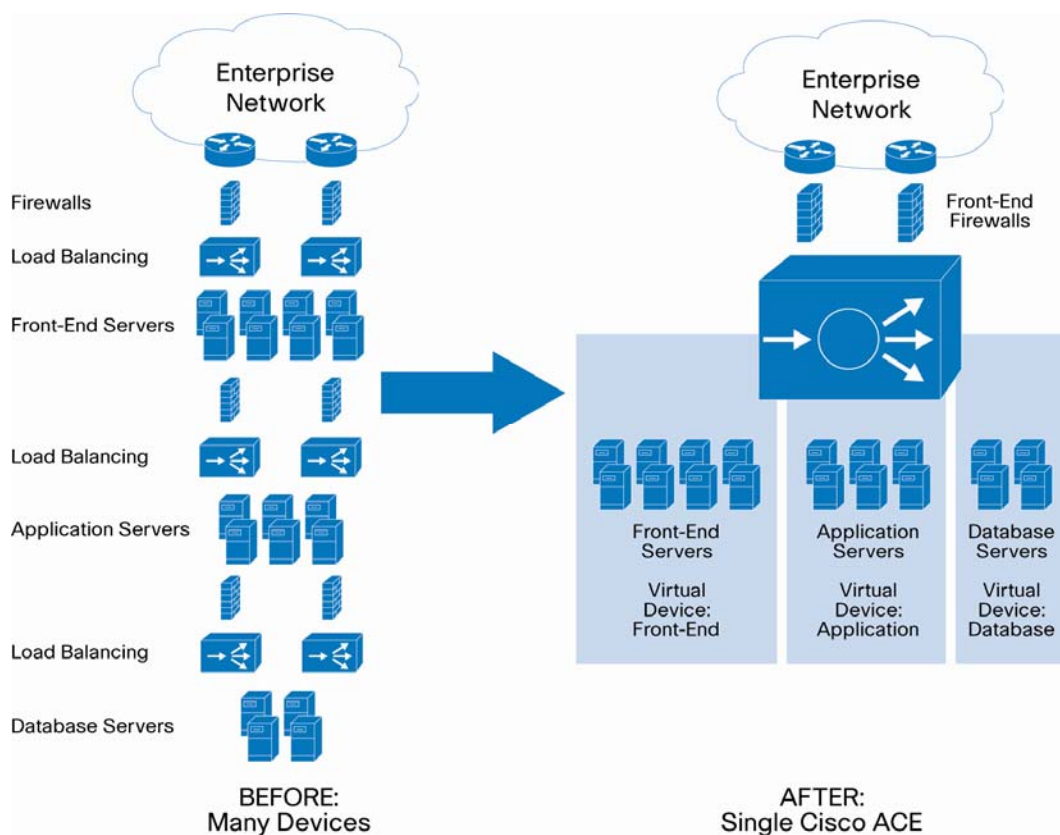 Enterprise
Network
Firewalls
Load Balancing
Front-End Servers
Load Balancing
Application Servers
Load Balancing
Database Servers
BEFORE:
Many Devices
Enterprise
Network
Front-End
Firewalls
Front-End
Servers
Virtual
Device:
Front-End
Application
Servers
Virtual
Device:
Application
Database
Servers
Virtual
Device:
Database
AFTER:
Single Cisco ACE